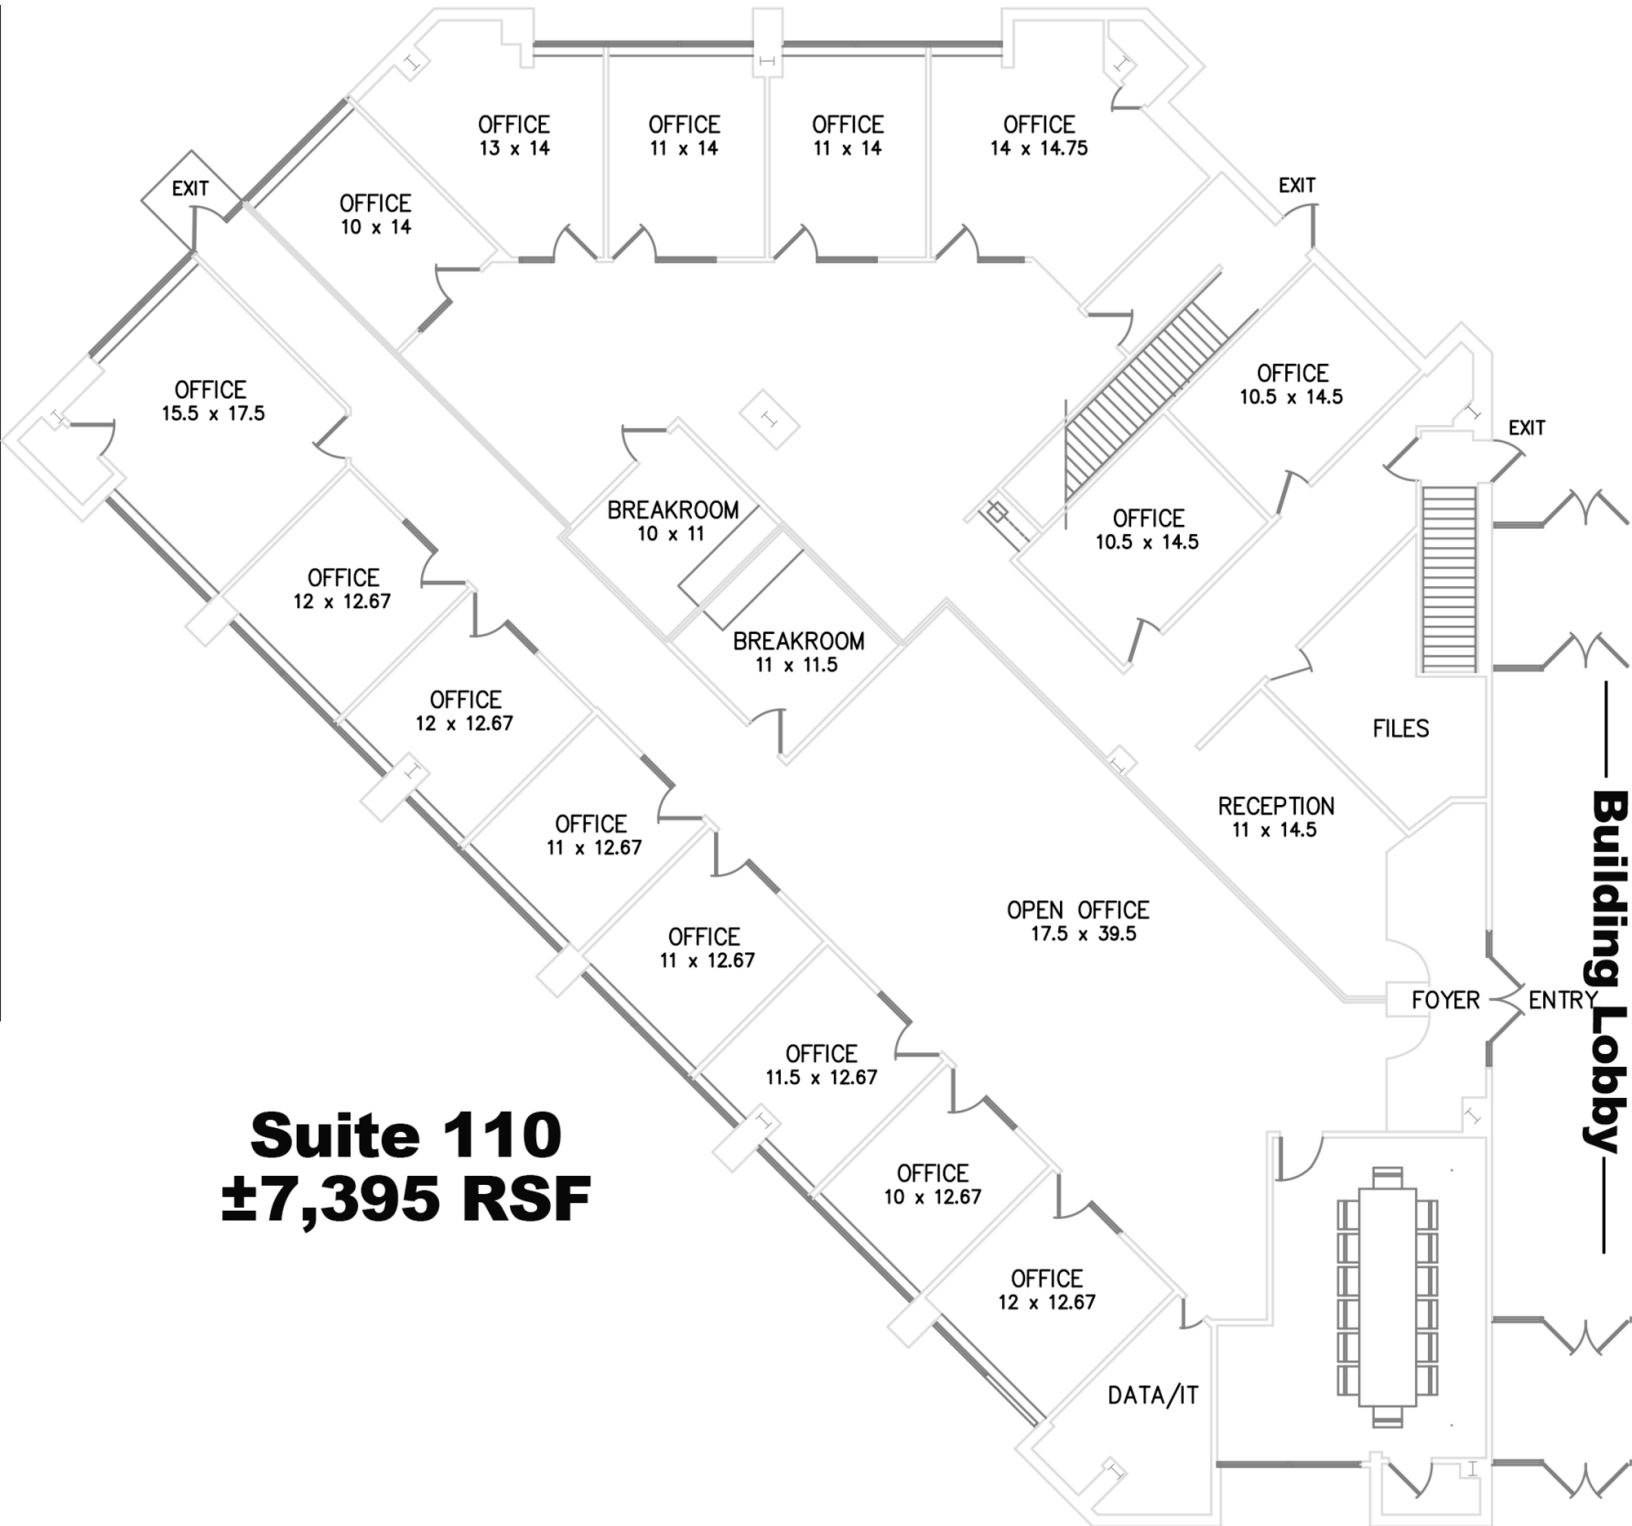 OFFICE
13 x 14
OFFICE
11 x 14
OFFICE
11 x 14
OFFICE
14 x 14.75
EXIT
OFFICE
10 x 14
EXIT
OFFICE
15.5 x 17.5
OFFICE
10.5 x 14.5
EXIT
BREAKROOM
10 x 11
OFFICE
10.5 x 14.5
OFFICE
12 x 12.67
BREAKROOM
11 x 11.5
OFFICE
12 x 12.67
FILES
OFFICE
11 x 12.67
RECEPTION
11 x 14.5
OFFICE
11 x 12.67
OPEN OFFICE
17.5 x 39.5
Building Lobby
FOYER
ENTRY
OFFICE
11.5 x 12.67
OFFICE
10 x 12.67
OFFICE
12 x 12.67
DATA/IT
Suite 110
±7,395 RSF